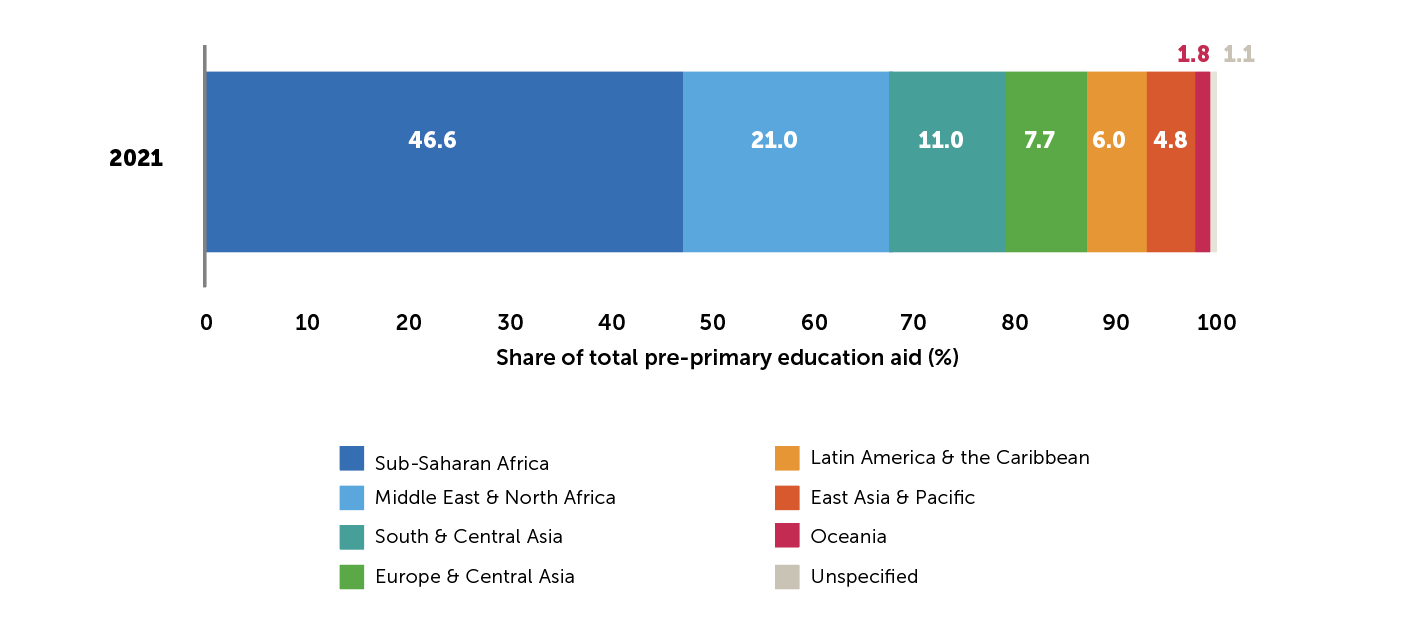 1.8 1.1
46.6 21.0 11.0 7.7 6.0 4.8
2021
0 10 20 30 40 50 60 70 80 90 100
Share of total pre-primary education aid (%)
Sub-Saharan Africa
Middle East & North Africa
South & Central Asia
Europe & Central Asia
Latin America & the Caribbean
East Asia & Pacific
Oceania
Unspecified